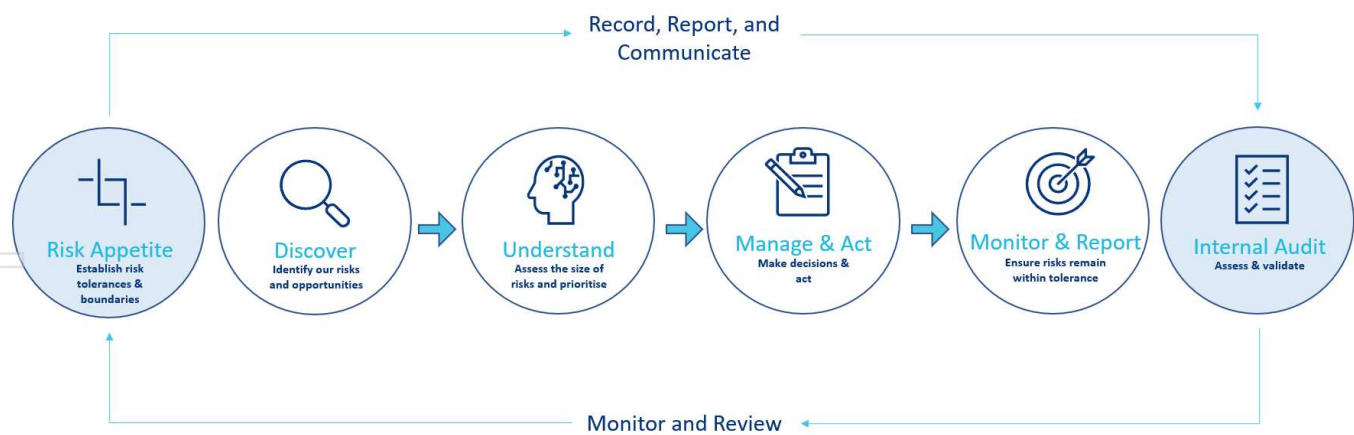 Record, Report, and
Communicate
Risk Appetite
Establish risk
tolerances &
boundaries
Discover
Identify our risks
and opportunities
Understand
Assess the size of
risks and prioritise
Manage & Act
Make decisions &
act
Monitor & Report
Ensure risks remain
within tolerance
Internal Audit
Assess & validate
Monitor and Review